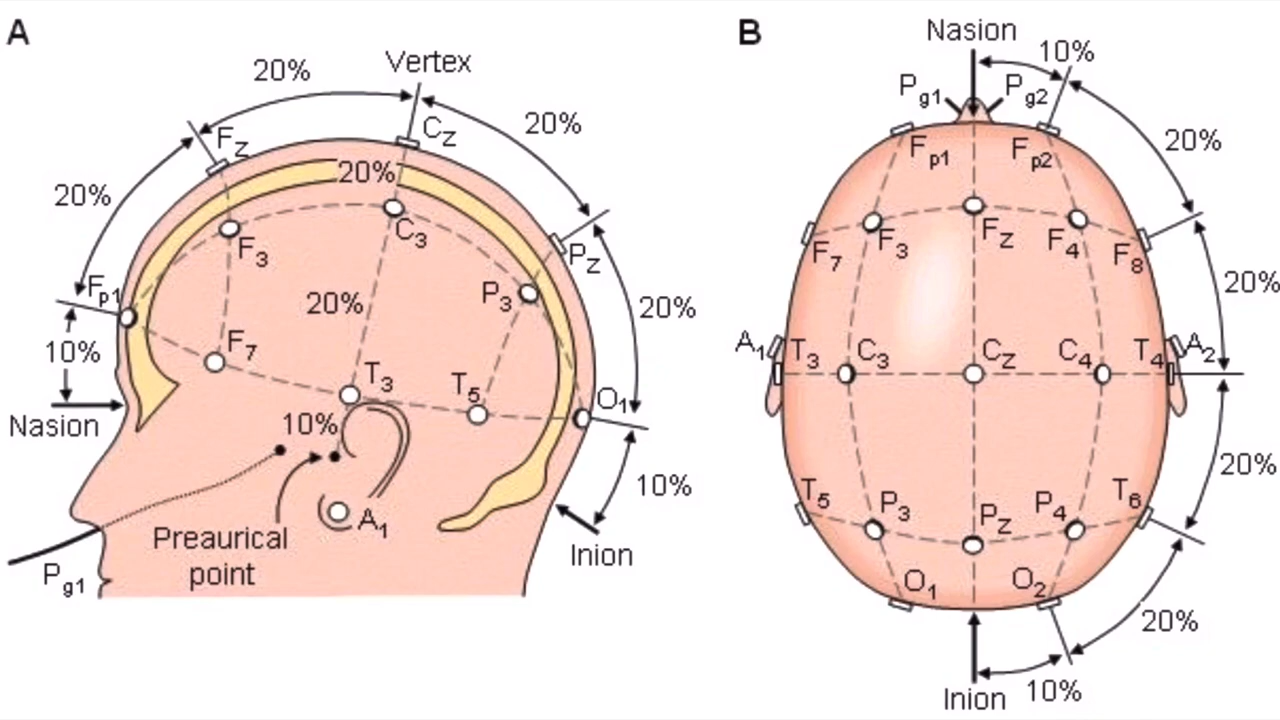 A
Vertex
20%
20%
Fz
Cz
20%
20%
F3
C3
Pz
Fp1
20%
P3
20%
10%
F7
T3
T5
O1
Nasion
10%
10%
A1
Preaurical
point
Inion
Pg1
B
Nasion
10%
Pg1
Pg2
Fp1
Fp2
20%
F7
F3
Fz
F4
F8
20%
A1
T3
C3
Cz
C4
T4
A2
20%
T5
P3
Pz
P4
T6
O1
O2
20%
Inion
10%